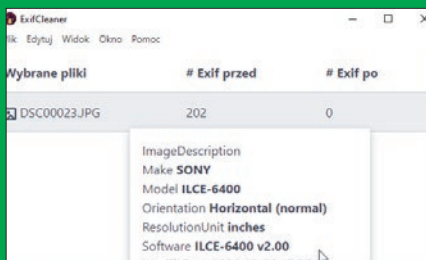 ExifCleaner
lik Edytuj Widok Okno Pomoc
Wybrane pliki # Exif przed # Exif po
DSC00023.JPG 202 0
ImageDescription
Make SONY
Model ILCE-6400
Orientation Horizontal (normal)
ResolutionUnit inches
Software ILCE-6400 v2.00